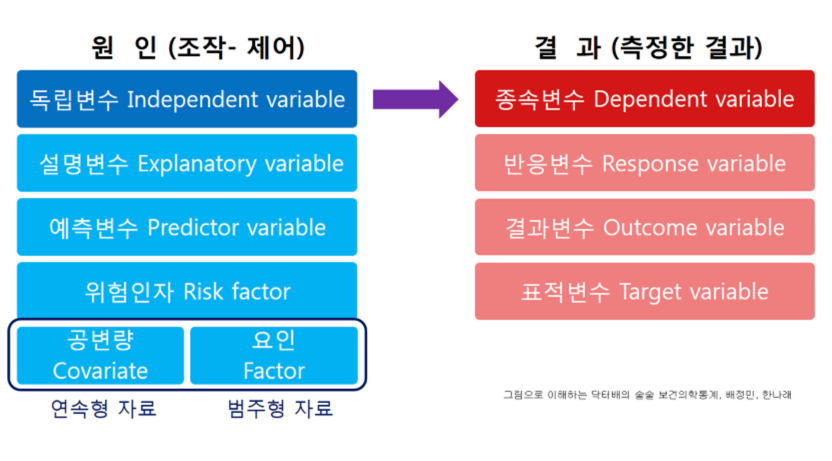 원 인 (조작- 제어)
독립변수 Independent variable
설명변수 Explanatory variable
예측변수 Predictor variable
위험인자 Risk factor
공변량
Covariate
요인
Factor
연속형 자료
범주형 자료
결 과 (측정한 결과)
종속변수 Dependent variable
반응변수 Response variable
결과변수 Outcome variable
표적변수 Target variable
그림으로 이해하는 닥터배의 술술 보건의학통계, 배정민, 한나래